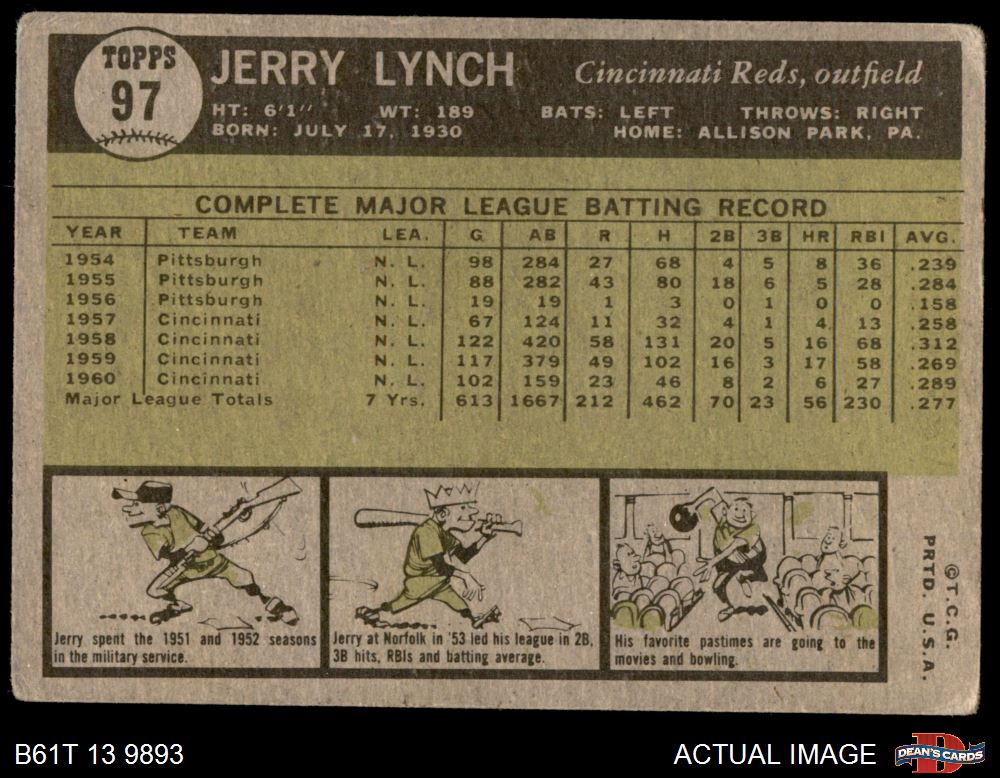 TOPPS
97
JERRY LYNCH Cincinnati Reds, outfield
HT: 6'1" WT: 189 BATS: LEFT THROWS: RIGHT
BORN: JULY 17, 1930 HOME: ALLISON PARK, PA.
COMPLETE MAJOR LEAGUE BATTING RECORD
YEAR TEAM LEA. G AB R H 2B 3B HR RBI AVG.
1954 Pittsburgh N. L. 98 284 27 68 4 5 8 36 .239
1955 Pittsburgh N. L. 88 282 43 80 18 6 5 28 .284
1956 Pittsburgh N. L. 19 19 1 3 0 1 0 0 .158
1957 Cincinnati N. L. 67 124 11 32 4 1 4 13 .258
1958 Cincinnati N. L. 122 420 58 131 20 5 16 68 .312
1959 Cincinnati N. L. 117 379 49 102 16 3 17 58 .269
1960 Cincinnati N. L. 102 159 23 46 8 2 6 27 .289
Major League Totals 7 Yrs. 613 1667 212 462 70 23 56 230 .277
Jerry spent the 1951 and 1952 seasons
in the military service.
Jerry at Norfolk in '53 led his league in 2B,
3B hits, RBIs and batting average.
His favorite pastimes are going to the
movies and bowling.
©T.C.G.
PRTD. U.S.A.
B61T 13 9893
ACTUAL IMAGE
DEAN'S CARDS